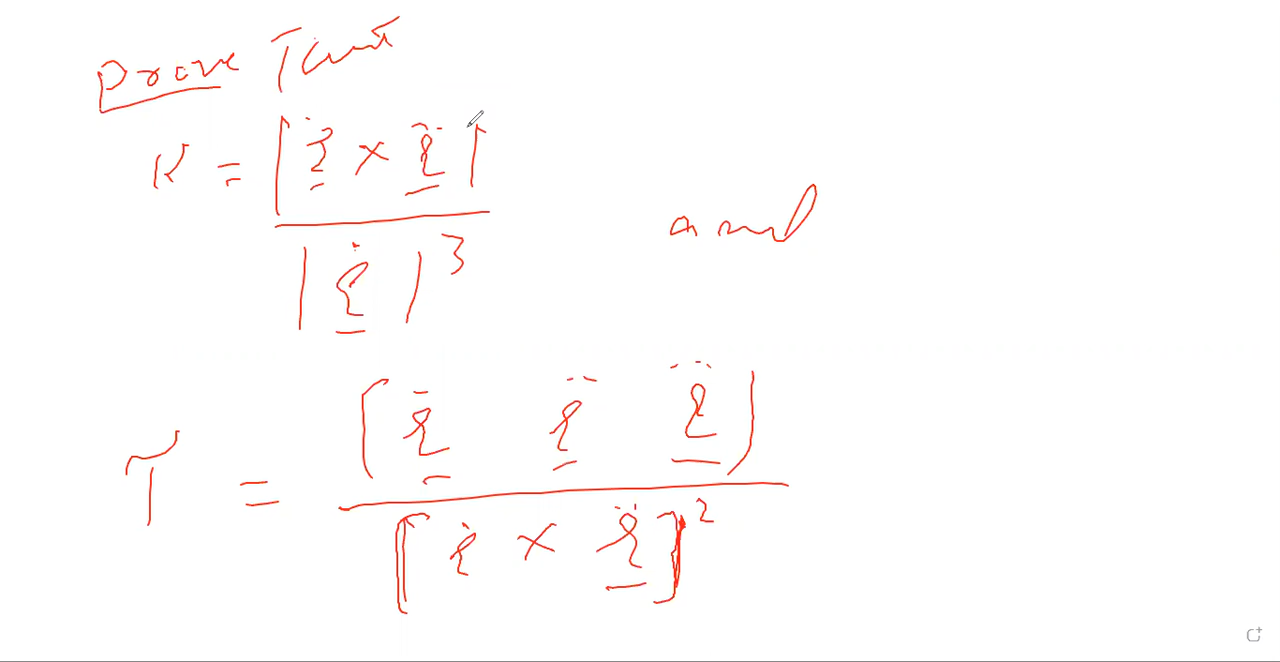 Prove That
K = | ṙ × r̈ |
| ṙ |³
and
τ = [ ṙ r̈ r⃛ ]
[ ṙ × r̈ ]²